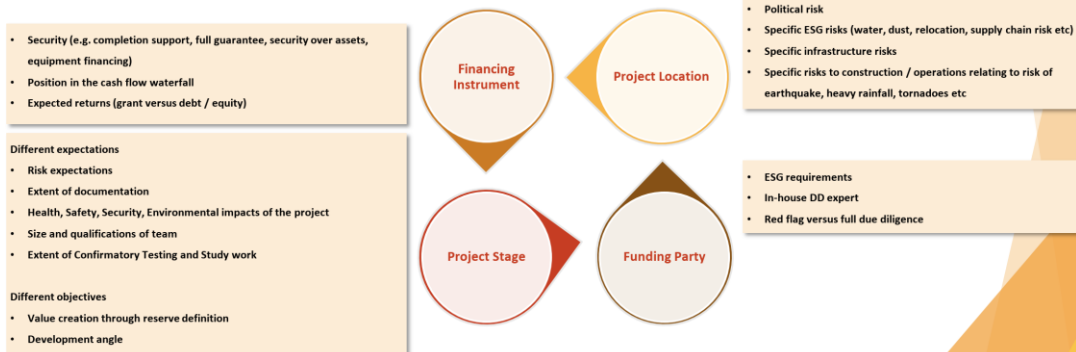 • Security (e.g. completion support, full guarantee, security over assets,
equipment financing)
• Position in the cash flow waterfall
• Expected returns (grant versus debt / equity)
Financing
Instrument
Project Location
• Political risk
• Specific ESG risks (water, dust, relocation, supply chain risk etc)
• Specific infrastructure risks
• Specific risks to construction / operations relating to risk of
earthquake, heavy rainfall, tornadoes etc
Different expectations
• Risk expectations
• Extent of documentation
• Health, Safety, Security, Environmental impacts of the project
• Size and qualifications of team
• Extent of Confirmatory Testing and Study work
Different objectives
• Value creation through reserve definition
• Development angle
Project Stage
Funding Party
• ESG requirements
• In-house DD expert
• Red flag versus full due diligence